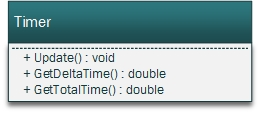 Timer
+ Update() : void
+ GetDeltaTime() : double
+ GetTotalTime() : double